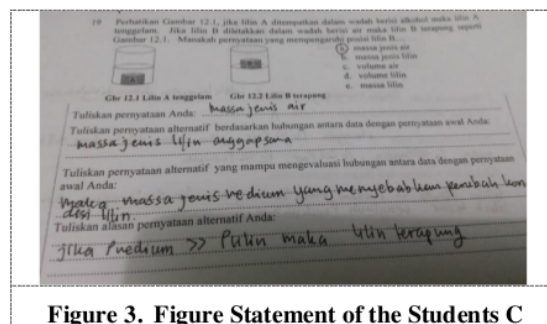 19 Perhatikan Gambar 12.1, jika lilin A ditempatkan dalam wadah berisi alkohol maka lilin A
tenggelam. Jika lilin B diletakkan dalam wadah berisi air maka lilin B terapung seperti
Gambar 12.1. Manakah pernyataan yang mempengaruhi posisi lilin B....
a. massa jenis air
b. massa jenis lilin
c. volume air
d. volume lilin
e. massa lilin
A
B
Gbr 12.1 Lilin A tenggelam Gbr 12.2 Lilin B terapung
Tuliskan pernyataan Anda: massa jenis air
Tuliskan pernyataan alternatif berdasarkan hubungan antara data dengan pernyataan awal Anda:
massa jenis lilin
Tuliskan pernyataan alternatif yang mampu mengevaluasi hubungan antara data dengan pernyataan
awal Anda:
maka massa jenis medium yang menyebabkan perubah kon
disi lilin.
Tuliskan alasan pernyataan alternatif Anda:
jika ρmedium >> ρlilin maka lilin terapung
Figure 3. Figure Statement of the Students C